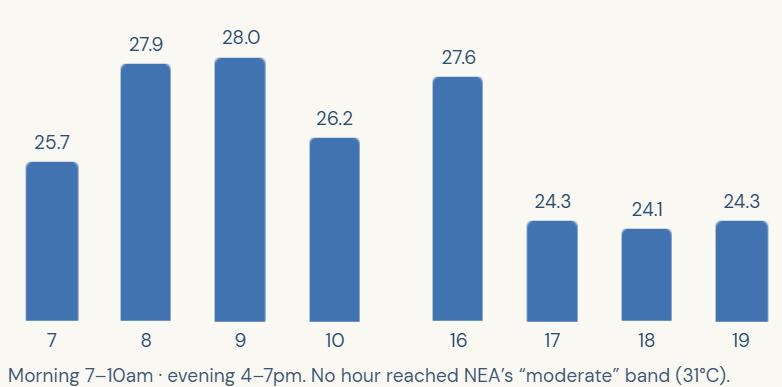 27.9 28.0
27.6
26.2
25.7
24.3 24.1 24.3
7 8 9 10 16 17 18 19
Morning 7–10am · evening 4–7pm. No hour reached NEA’s “moderate” band (31°C).